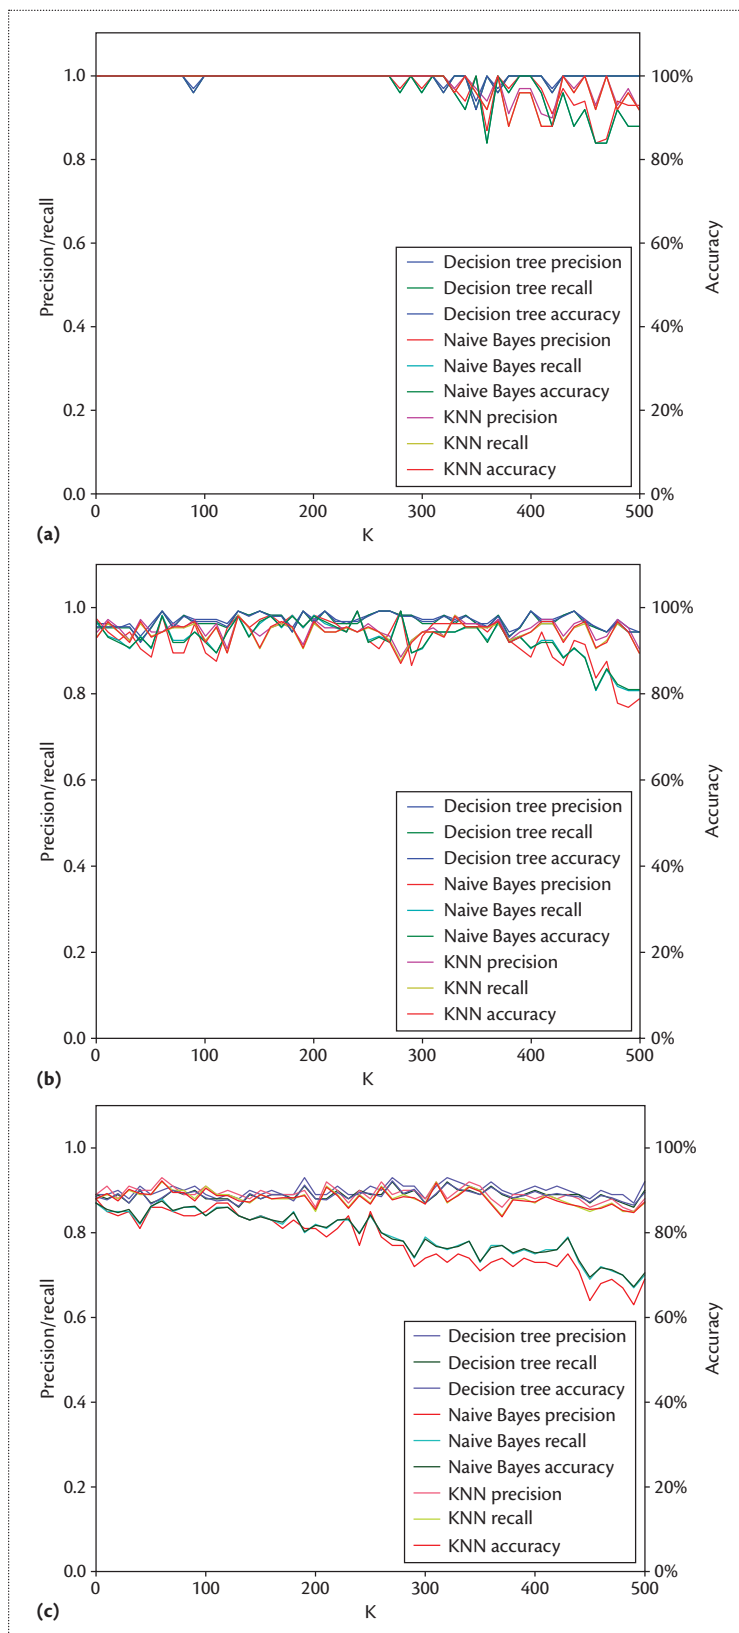 1.0
0.8
0.6
0.4
0.2
0.0
Precision/recall
100%
80%
60%
40%
20%
0%
Accuracy
Decision tree precision
Decision tree recall
Decision tree accuracy
Naive Bayes precision
Naive Bayes recall
Naive Bayes accuracy
KNN precision
KNN recall
KNN accuracy
0 100 200 300 400 500
(a) K
1.0
0.8
0.6
0.4
0.2
0.0
Precision/recall
100%
80%
60%
40%
20%
0%
Accuracy
Decision tree precision
Decision tree recall
Decision tree accuracy
Naive Bayes precision
Naive Bayes recall
Naive Bayes accuracy
KNN precision
KNN recall
KNN accuracy
0 100 200 300 400 500
(b) K
1.0
0.8
0.6
0.4
0.2
0.0
Precision/recall
100%
80%
60%
40%
20%
0%
Accuracy
Decision tree precision
Decision tree recall
Decision tree accuracy
Naive Bayes precision
Naive Bayes recall
Naive Bayes accuracy
KNN precision
KNN recall
KNN accuracy
0 100 200 300 400 500
(c) K